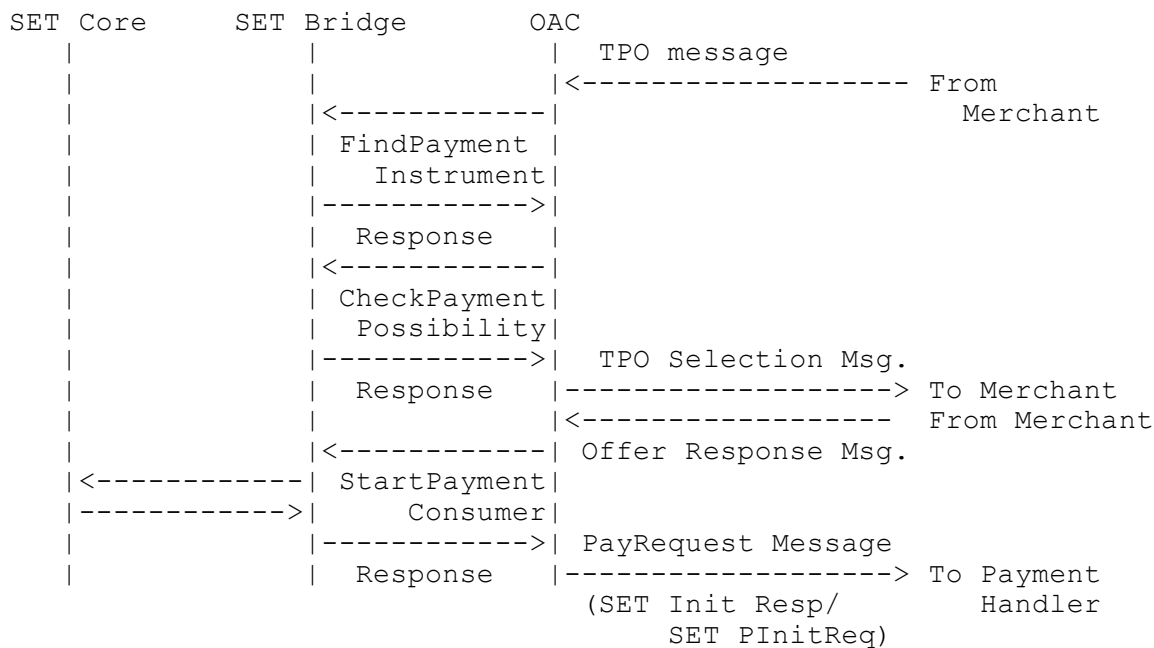 SET Core SET Bridge OAC
TPO message
From
Merchant
FindPayment
Instrument
Response
CheckPayment
Possibility
TPO Selection Msg.
Response To Merchant
From Merchant
Offer Response Msg.
StartPayment
Consumer
PayRequest Message
Response To Payment
(SET Init Resp/ Handler
SET PInitReq)